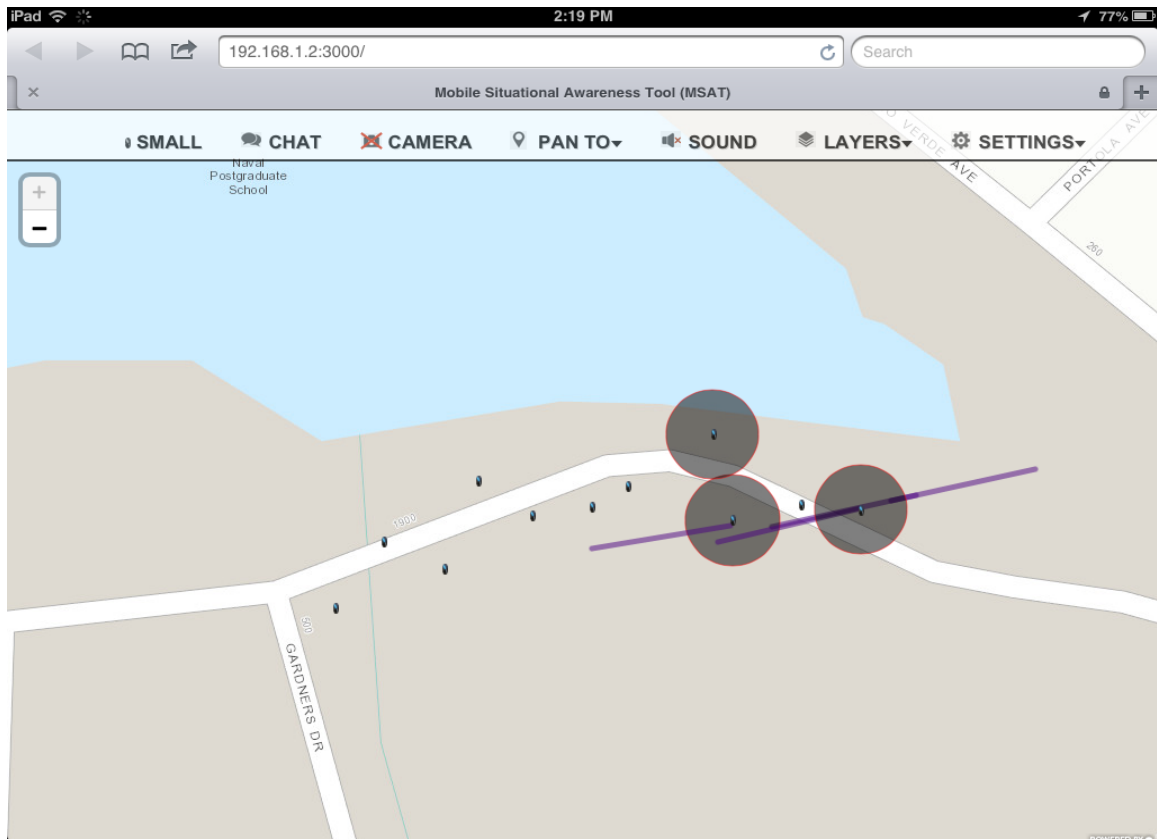 iPad 2:19 PM 77%
192.168.1.2:3000/ Search
Mobile Situational Awareness Tool (MSAT)
SMALL CHAT CAMERA PAN TO SOUND LAYERS SETTINGS
Naval
Postgraduate
School
O VERDE AVE
PORTOLA AVE
260
1900
500
GARDNERS DR